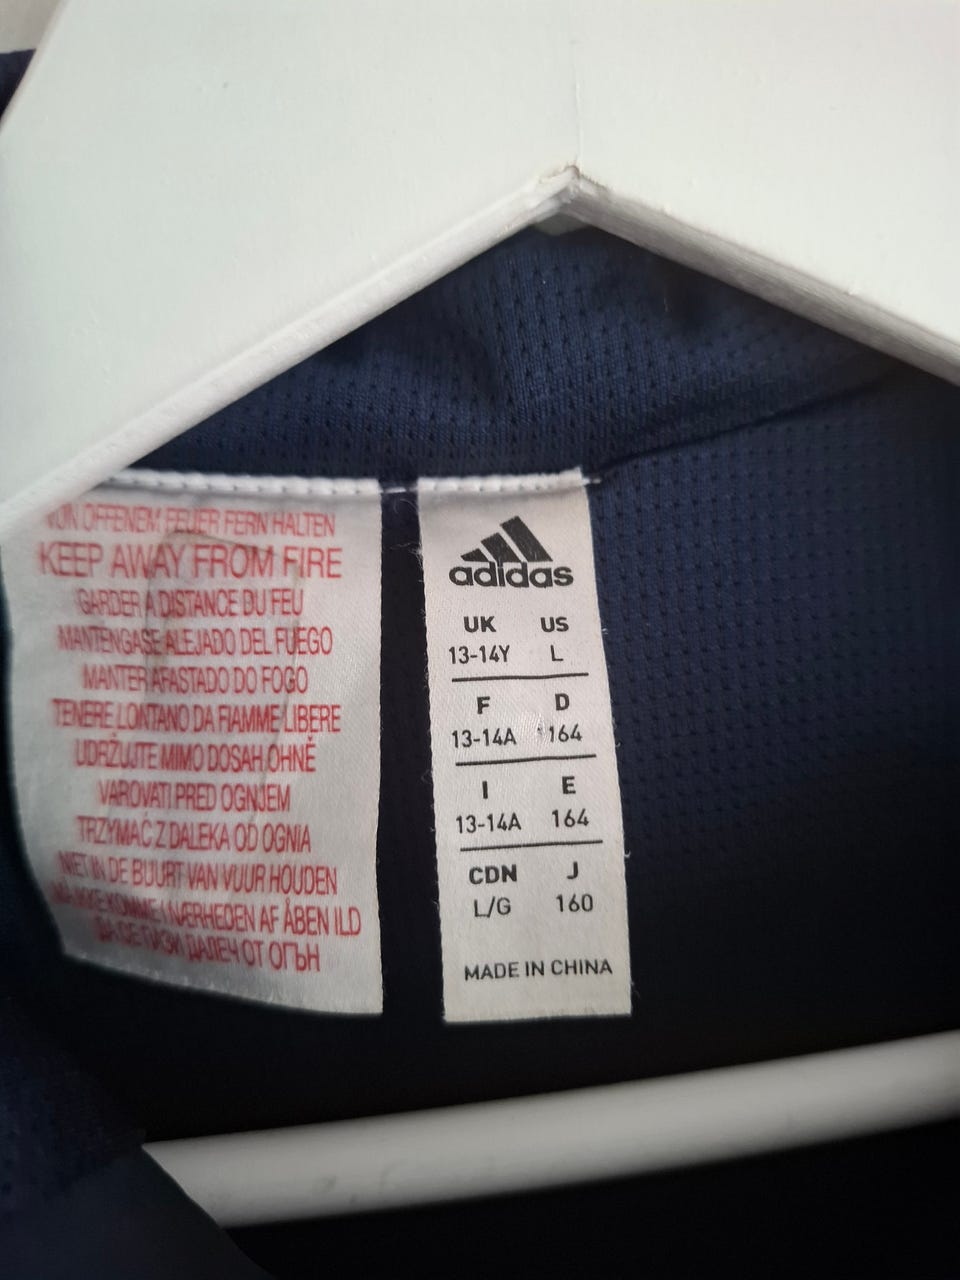 VON OFFENEM FEUER FERN HALTEN
KEEP AWAY FROM FIRE
GARDER A DISTANCE DU FEU
MANTENGASE ALEJADO DEL FUEGO
MANTER AFASTADO DO FOGO
TENERE LONTANO DA FIAMME LIBERE
UDRŽUJTE MIMO DOSAH OHNĚ
VAROVATI PRED OGNJEM
TRZYMAĆ Z DALEKA OD OGNIA
NIET IN DE BUURT VAN VUUR HOUDEN
MÅ IKKE KOMME I NÆRHEDEN AF ÅBEN ILD
ДА СЕ ПАЗИ ДАЛЕЧ ОТ ОГЪН
adidas
UK US
13-14Y L
F D
13-14A 164
I E
13-14A 164
CDN J
L/G 160
MADE IN CHINA